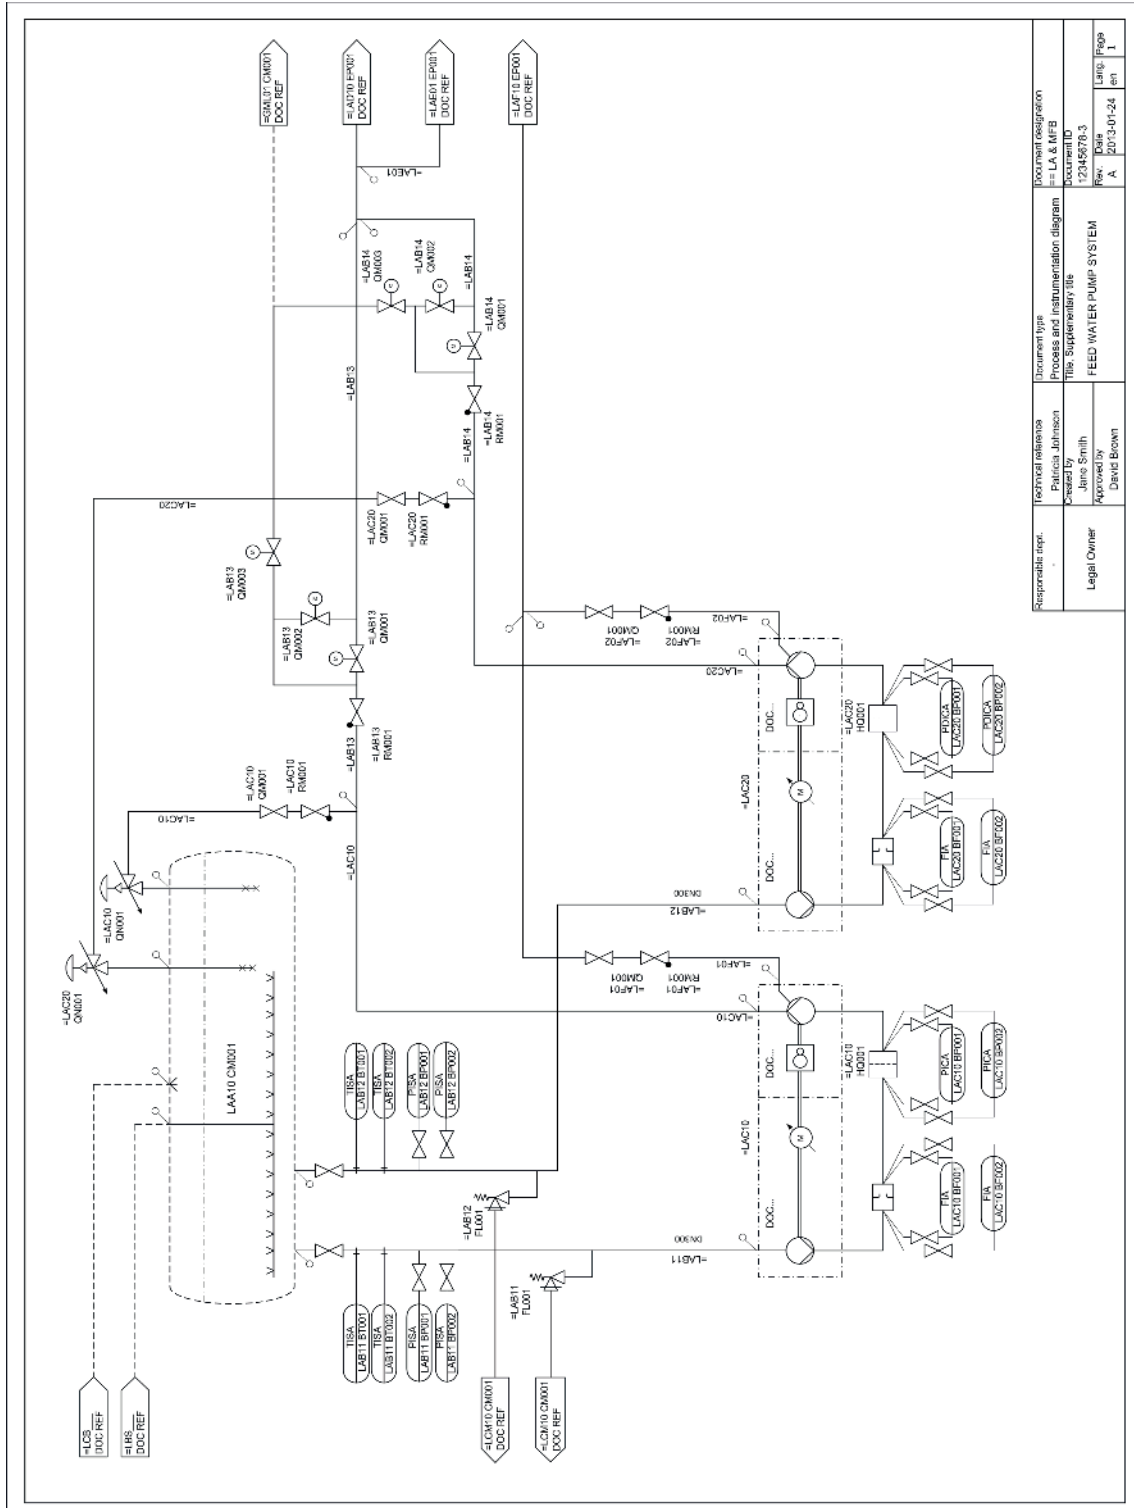 =LCS
DOC REF
=LBS
DOC REF
=LAC20
QN001
=LAC10
QN001
=LAC10
=LAC20
LAA10 CM001
=LAC10
QM001
=LAC10
RM001
=LAB13
QM003
=LAB13
QM002
=GML01 CM001
DOC REF
TISA
LAB11 BT001
TISA
LAB11 BT002
PISA
LAB11 BP001
PISA
LAB11 BP002
TISA
LAB12 BT001
TISA
LAB12 BT002
PISA
LAB12 BP001
PISA
LAB12 BP002
=LAC10
=LAB13
=LAB13
RM001
=LAB13
QM001
=LAB13
=LAC20
QM001
=LAC20
RM001
=LAB14
QM003
=LAB14
QM002
=LAB14
=LAB14
QM001
=LAB14
RM001
=LAB14
=LAE01
=LAD10 EP001
DOC REF
=LAE01 EP001
DOC REF
=LAF10 EP001
DOC REF
=LCM10 CM001
DOC REF
=LCM10 CM001
DOC REF
=LAB12
FL001
=LAB11
FL001
=LAB11
DN300
=LAC10
=LAF01
QM001
=LAF01
RM001
=LAF01
=LAB12
DN300
=LAC20
=LAF02
QM001
=LAF02
RM001
=LAF02
DOC...
=LAC10
DOC...
M
DOC...
=LAC20
DOC...
M
=LAC10
HQ001
=LAC20
HQ001
FIA
LAC10 BF001
FIA
LAC10 BF002
PICA
LAC10 BP001
PICA
LAC10 BP002
FIA
LAC20 BF001
FIA
LAC20 BF002
PDICA
LAC20 BP001
PDICA
LAC20 BP002
Responsible dept.
-
Technical reference
Patricia Johnson
Document type
Process and instrumentation diagram
Document designation
== LA & MFB
Legal Owner
Created by
Jane Smith
Title, Supplementary title
FEED WATER PUMP SYSTEM
Document ID
12345678-3
Approved by
David Brown
Rev.
A
Date
2013-01-24
Lang.
en
Page
1